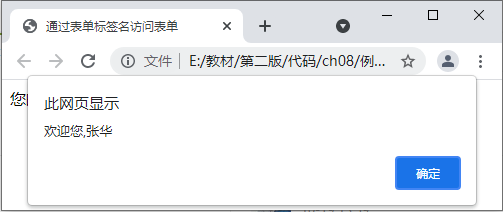 通过表单标签名访问表单
文件 E:/教材/第二版/代码/ch08/例...
您
此网页显示
欢迎您,张华
确定